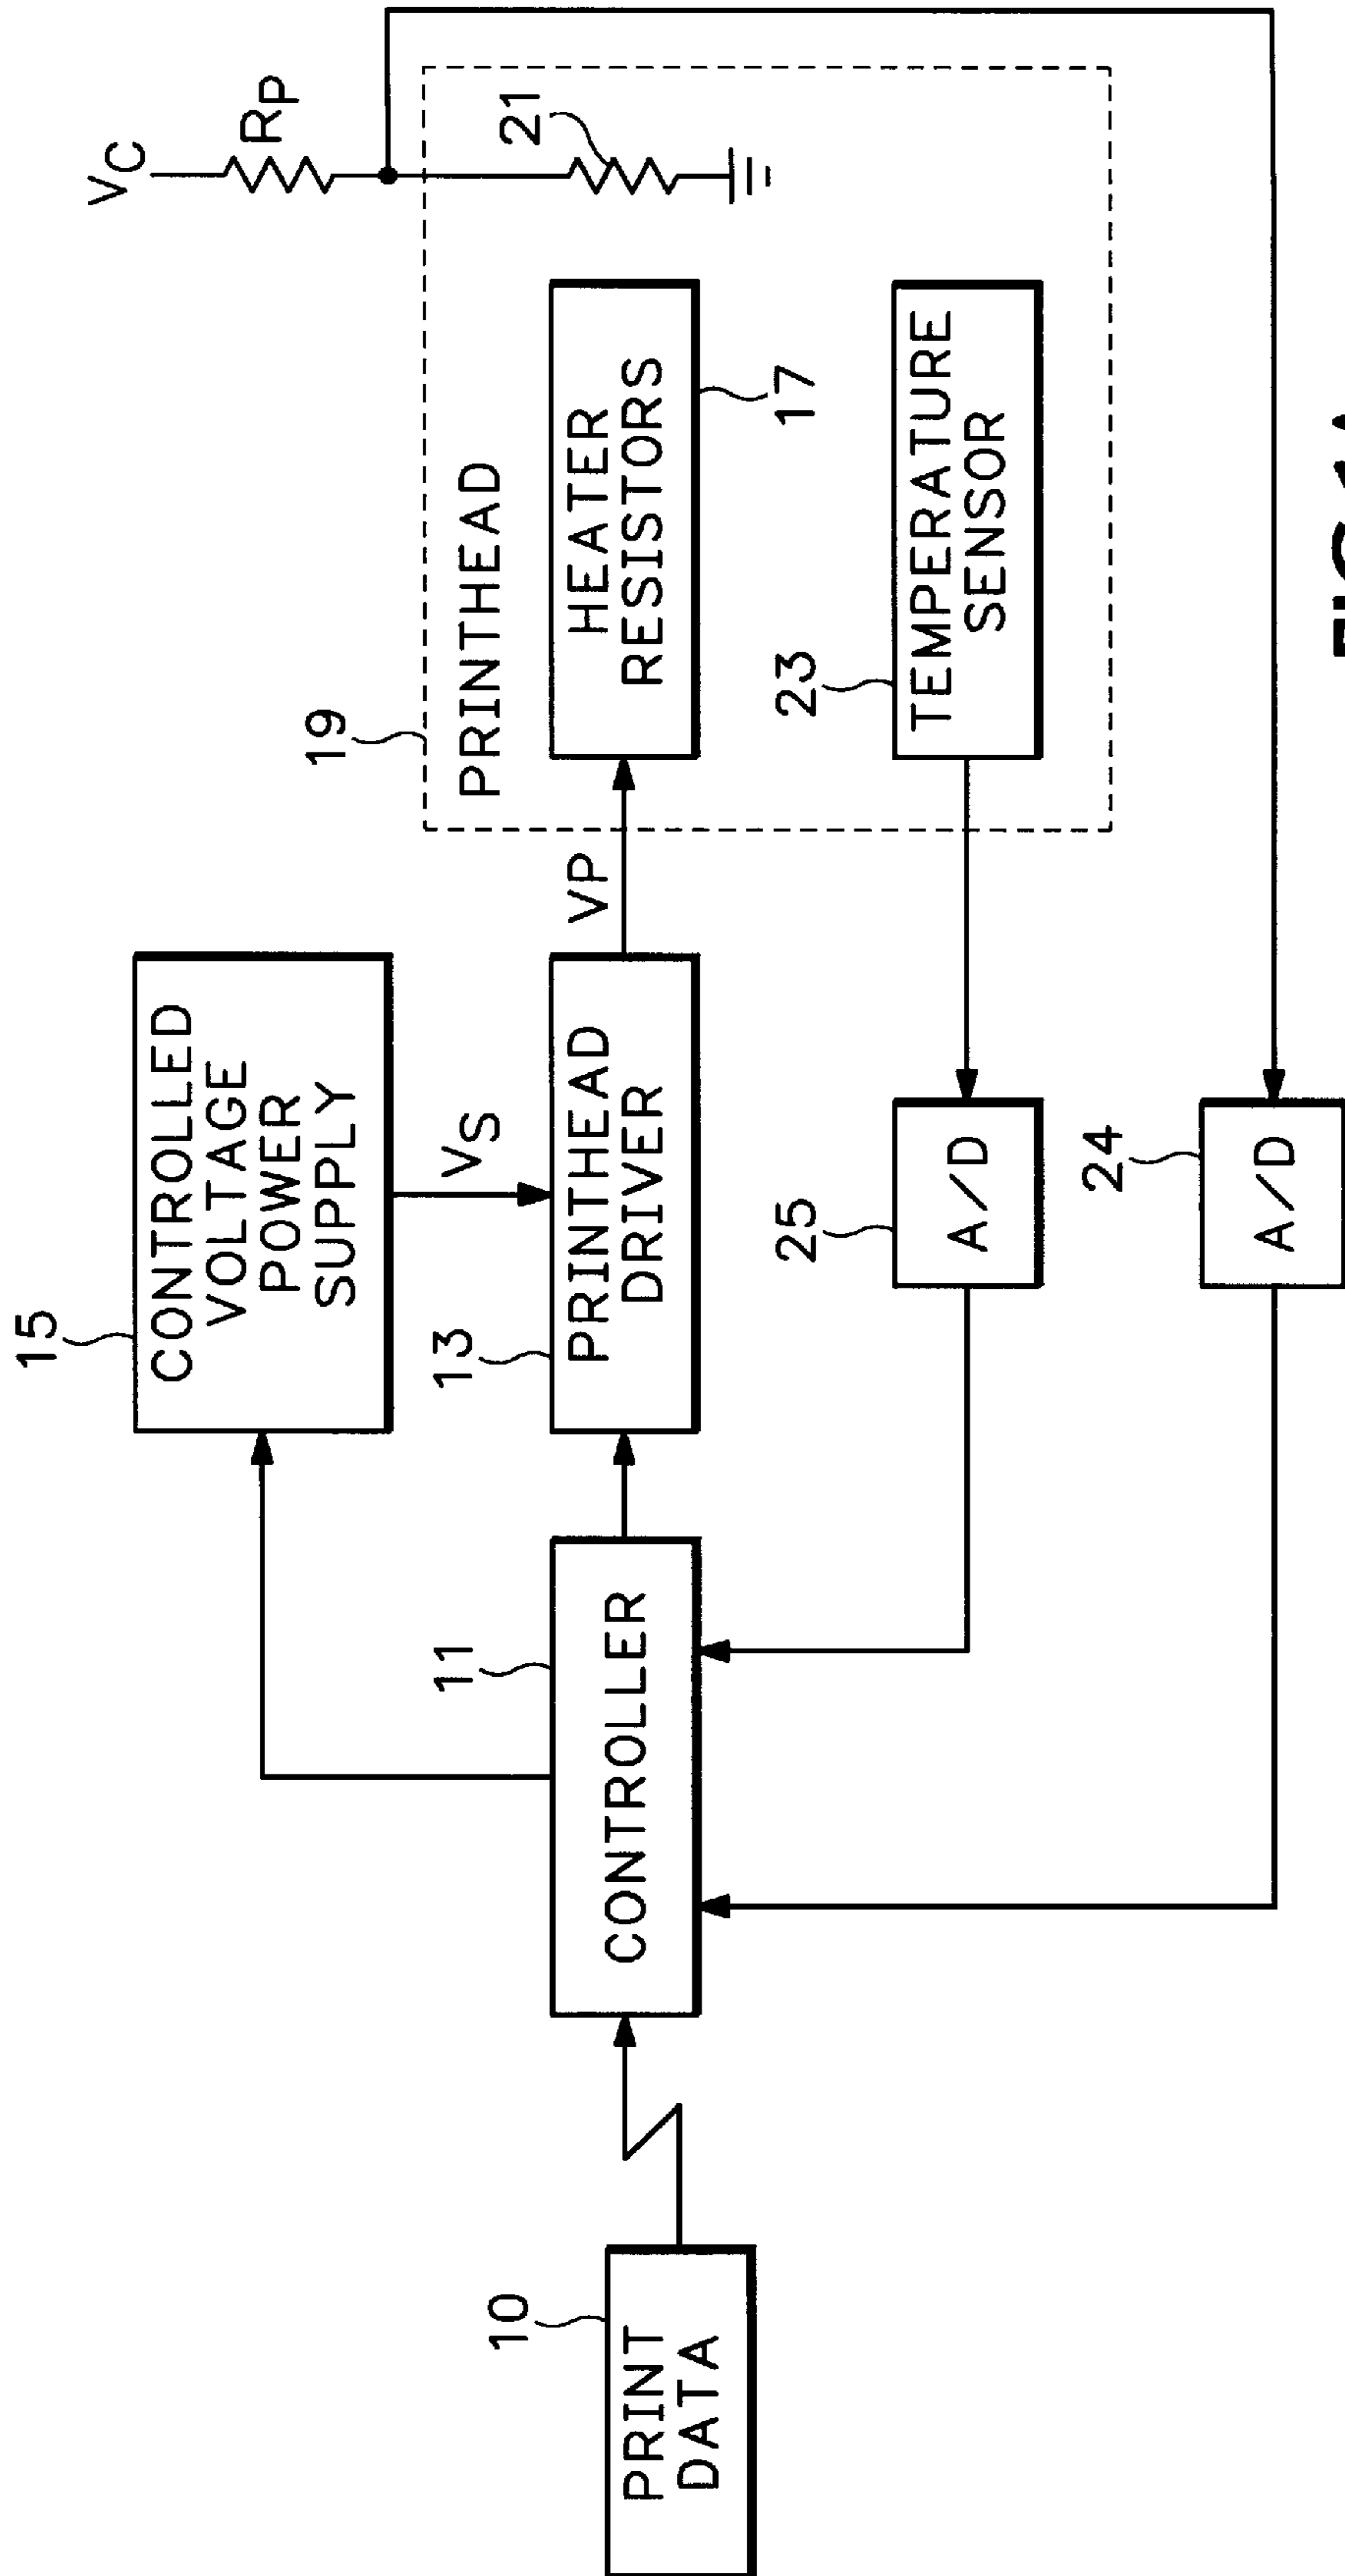 10
PRINT
DATA
11
CONTROLLER
15
CONTROLLED
VOLTAGE
POWER
SUPPLY
VS
13
PRINTHEAD
DRIVER
VP
19
PRINTHEAD
HEATER
RESISTORS
17
23
TEMPERATURE
SENSOR
VC
RP
21
25
A/D
24
A/D